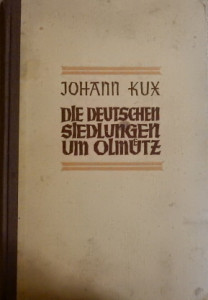 JOHANN KUX
DIE DEUTSCHEN
SIEDLUNGEN
UM OLMÜTZ